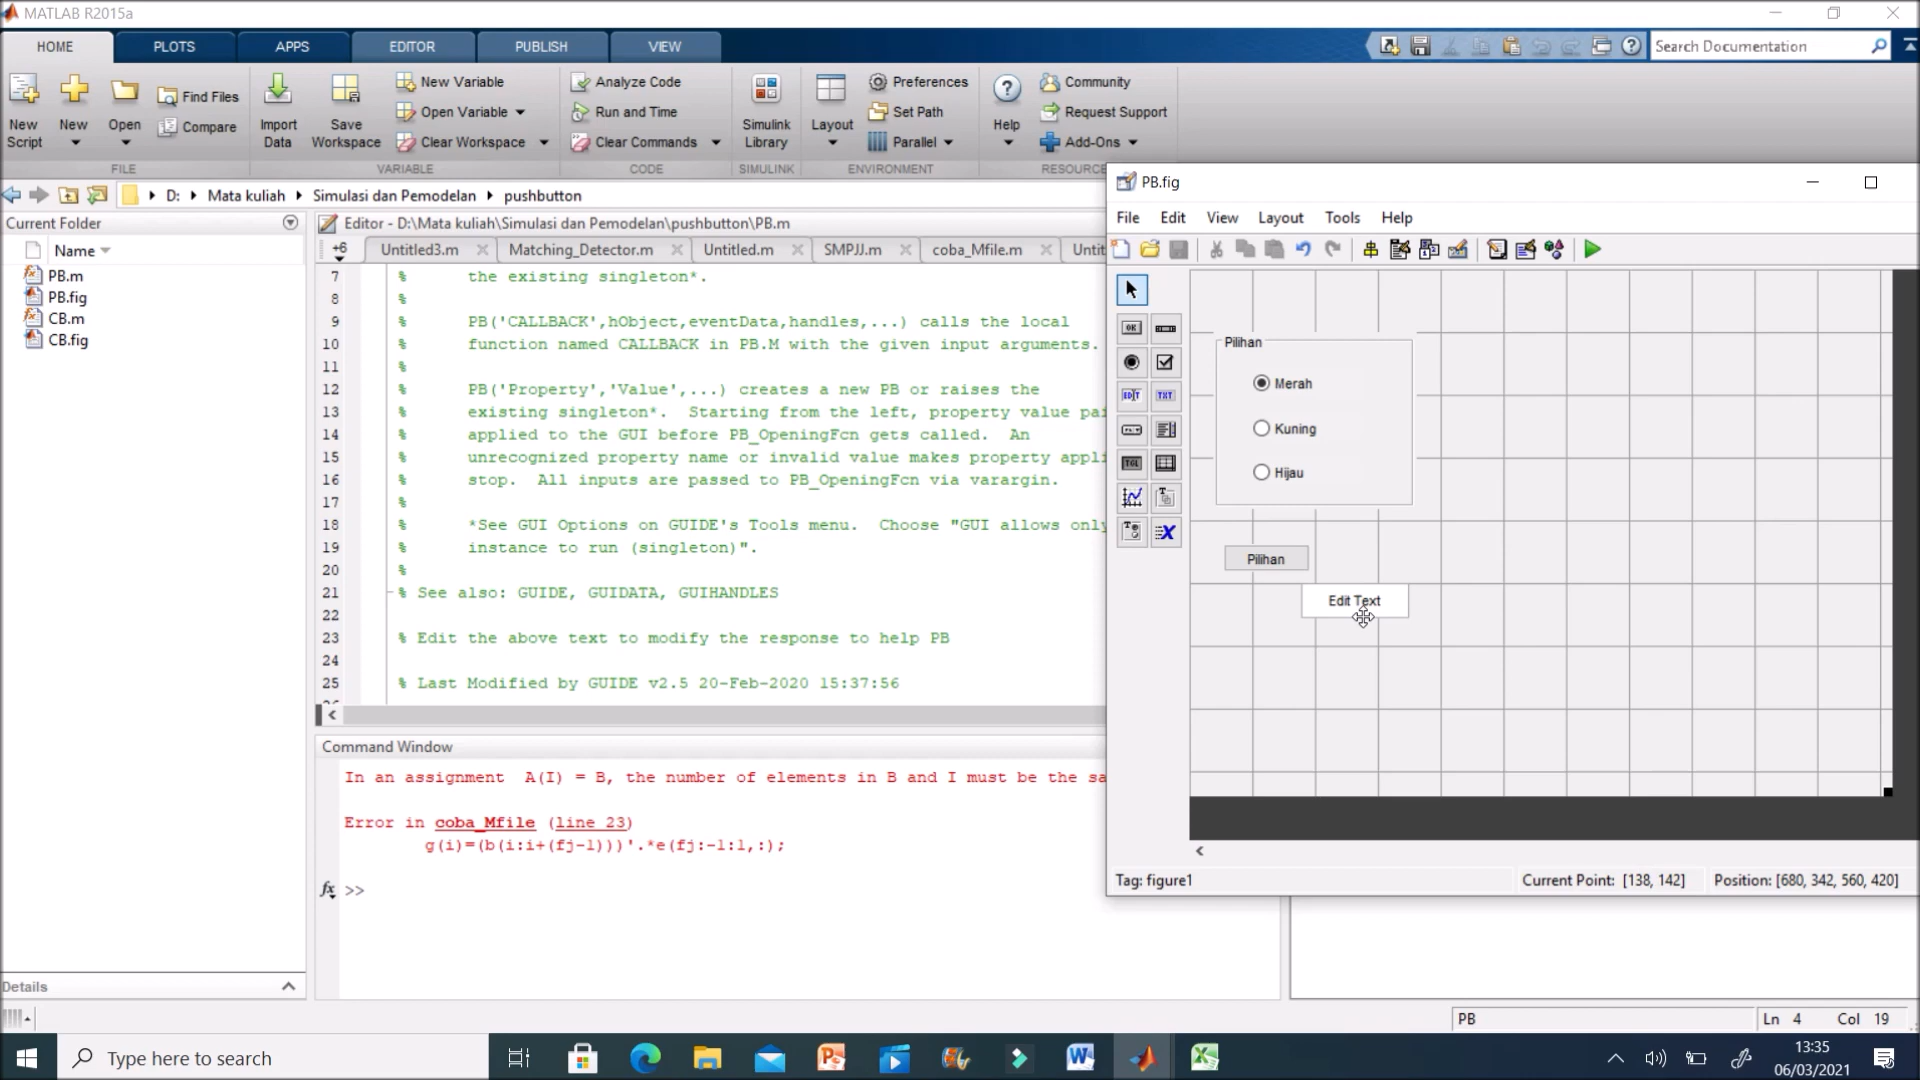 MATLAB R2015a
HOME PLOTS APPS EDITOR PUBLISH VIEW
Search Documentation
New Script
New
Open
Find Files
Compare
Import Data
Save Workspace
New Variable
Open Variable
Clear Workspace
Analyze Code
Run and Time
Clear Commands
Simulink Library
Layout
Preferences
Set Path
Parallel
Help
Community
Request Support
Add-Ons
FILE VARIABLE CODE SIMULINK ENVIRONMENT RESOURC
D: Mata kuliah Simulasi dan Pemodelan pushbutton
Current Folder
Name
PB.m
PB.fig
CB.m
CB.fig
Details
Editor - D:\Mata kuliah\Simulasi dan Pemodelan\pushbutton\PB.m
+6 Untitled3.m Matching_Detector.m Untitled.m SMPJJ.m coba_Mfile.m Untit
7 % the existing singleton*.
8 %
9 % PB('CALLBACK',hObject,eventData,handles,...) calls the local
10 % function named CALLBACK in PB.M with the given input arguments.
11 %
12 % PB('Property','Value',...) creates a new PB or raises the
13 % existing singleton*. Starting from the left, property value pai
14 % applied to the GUI before PB_OpeningFcn gets called. An
15 % unrecognized property name or invalid value makes property appli
16 % stop. All inputs are passed to PB_OpeningFcn via varargin.
17 %
18 % *See GUI Options on GUIDE's Tools menu. Choose "GUI allows only
19 % instance to run (singleton)".
20 %
21 % See also: GUIDE, GUIDATA, GUIHANDLES
22
23 % Edit the above text to modify the response to help PB
24
25 % Last Modified by GUIDE v2.5 20-Feb-2020 15:37:56
Command Window
In an assignment A(I) = B, the number of elements in B and I must be the sa
Error in coba_Mfile (line 23)
g(i)=(b(i:i+(fj-1)))'.*e(fj:-1:1,:);
fx >>
PB.fig
File Edit View Layout Tools Help
OK
EDIT TXT
TGL
Pilihan
Merah
Kuning
Hijau
Pilihan
Edit Text
Tag: figure1 Current Point: [138, 142] Position: [680, 342, 560, 420]
PB Ln 4 Col 19
Type here to search
13:35
06/03/2021